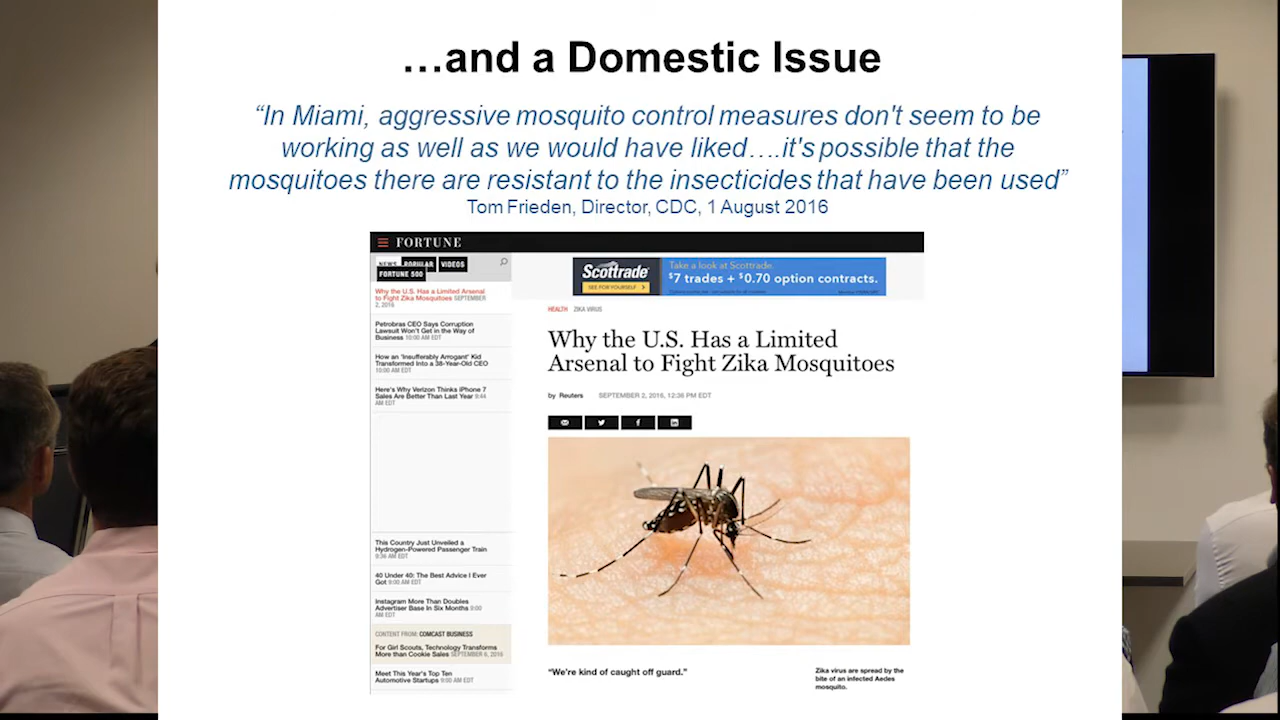 …and a Domestic Issue
“In Miami, aggressive mosquito control measures don't seem to be
working as well as we would have liked….it's possible that the
mosquitoes there are resistant to the insecticides that have been used”
Tom Frieden, Director, CDC, 1 August 2016
FORTUNE
NEWS POPULAR VIDEOS
FORTUNE 500
Why the U.S. Has a Limited Arsenal
to Fight Zika Mosquitoes SEPTEMBER
2, 2016
Petrobras CEO Says Corruption
Lawsuit Won't Get in the Way of
Business 10:00 AM EDT
How an 'Insufferably Arrogant' Kid
Transformed Into a 38-Year-Old CEO
10:00 AM EDT
Here's Why Verizon Thinks iPhone 7
Sales Are Better Than Last Year 9:44
AM EDT
This Country Just Unveiled a
Hydrogen-Powered Passenger Train
9:36 AM EDT
40 Under 40: The Best Advice I Ever
Got 9:00 AM EDT
Instagram More Than Doubles
Advertiser Base In Six Months 9:00
AM EDT
CONTENT FROM: COMCAST BUSINESS
For Girl Scouts, Technology Transforms
More than Cookie Sales SEPTEMBER 6, 2016
Meet This Year's Top Ten
Automotive Startups 9:00 AM EDT
Scottrade
SEE FOR YOURSELF
Take a look at Scottrade.
$7 trades + $0.70 option contracts.
HEALTH ZIKA VIRUS
Why the U.S. Has a Limited
Arsenal to Fight Zika Mosquitoes
by Reuters SEPTEMBER 2, 2016, 12:36 PM EDT
“We're kind of caught off guard.”
Zika virus are spread by the
bite of an infected Aedes
mosquito.